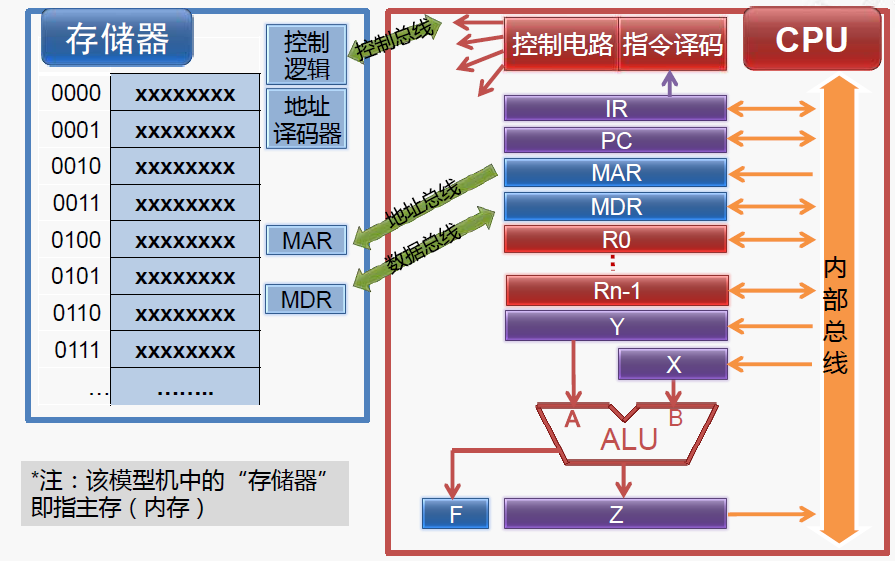 存储器
控制
逻辑
地址
译码器
0000 xxxxxxxx
0001 xxxxxxxx
0010 xxxxxxxx
0011 xxxxxxxx
0100 xxxxxxxx
0101 xxxxxxxx
0110 xxxxxxxx
0111 xxxxxxxx
... ........
MAR
MDR
控制总线
地址总线
数据总线
控制电路
指令译码
CPU
IR
PC
MAR
MDR
R0
Rn-1
Y
X
A
B
ALU
F
Z
内部总线
*注：该模型机中的“存储器”
即指主存（内存）